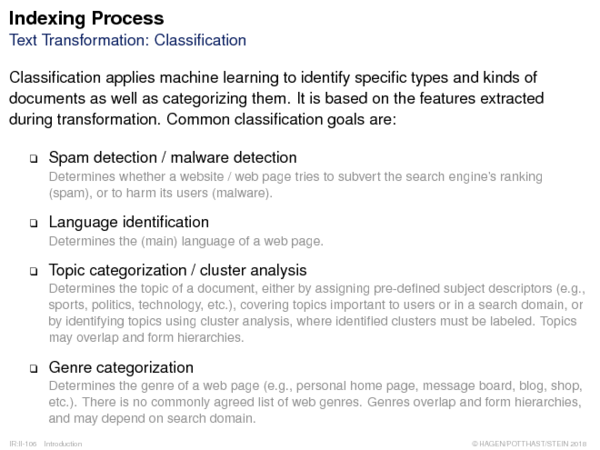 Indexing Process
Text Transformation: Classification
Classification applies machine learning to identify specific types and kinds of
documents as well as categorizing them. It is based on the features extracted
during transformation. Common classification goals are:
❑ Spam detection / malware detection
Determines whether a website / web page tries to subvert the search engine's ranking
(spam), or to harm its users (malware).
❑ Language identification
Determines the (main) language of a web page.
❑ Topic categorization / cluster analysis
Determines the topic of a document, either by assigning pre-defined subject descriptors (e.g.,
sports, politics, technology, etc.), covering topics important to users or in a search domain, or
by identifying topics using cluster analysis, where identified clusters must be labeled. Topics
may overlap and form hierarchies.
❑ Genre categorization
Determines the genre of a web page (e.g., personal home page, message board, blog, shop,
etc.). There is no commonly agreed list of web genres. Genres overlap and form hierarchies,
and may depend on search domain.
IR:II-106 Introduction © HAGEN/POTTHAST/STEIN 2018